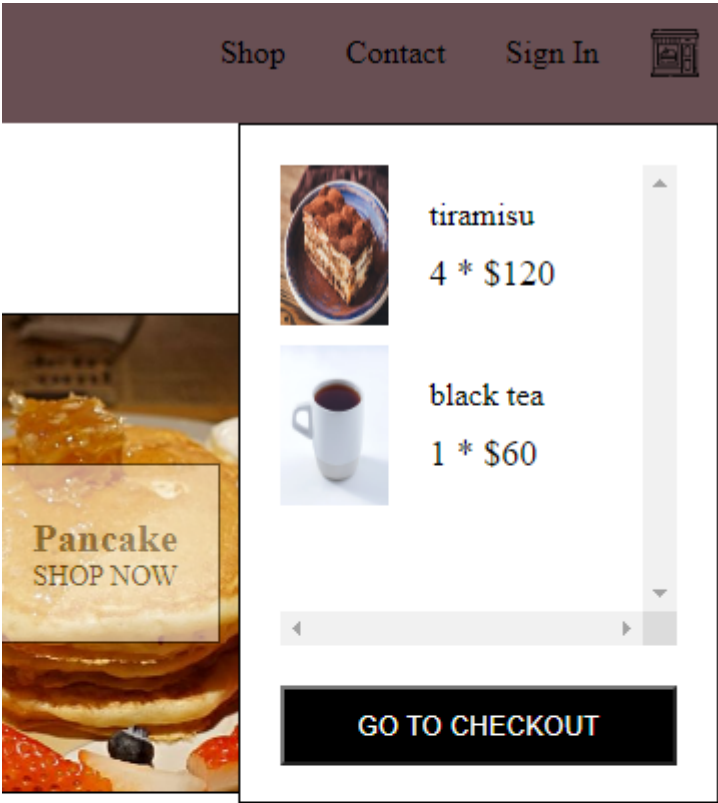 Shop Contact Sign In
tiramisu
4 * $120
black tea
1 * $60
Pancake
SHOP NOW
GO TO CHECKOUT